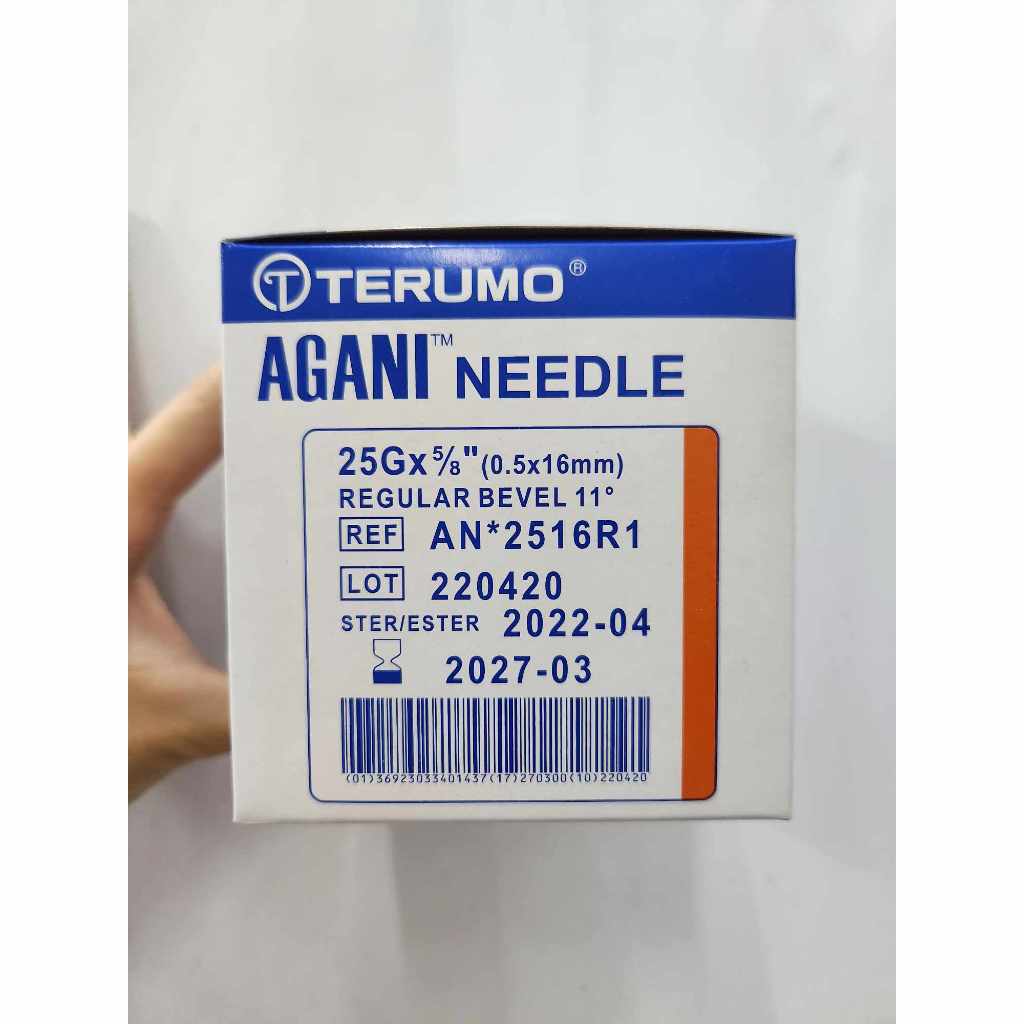 TERUMO®
AGANI™ NEEDLE
25Gx⅝"(0.5x16mm)
REGULAR BEVEL 11°
REF AN*2516R1
LOT 220420
STER/ESTER 2022-04
2027-03
(01)36923033401437(17)270300(10)220420